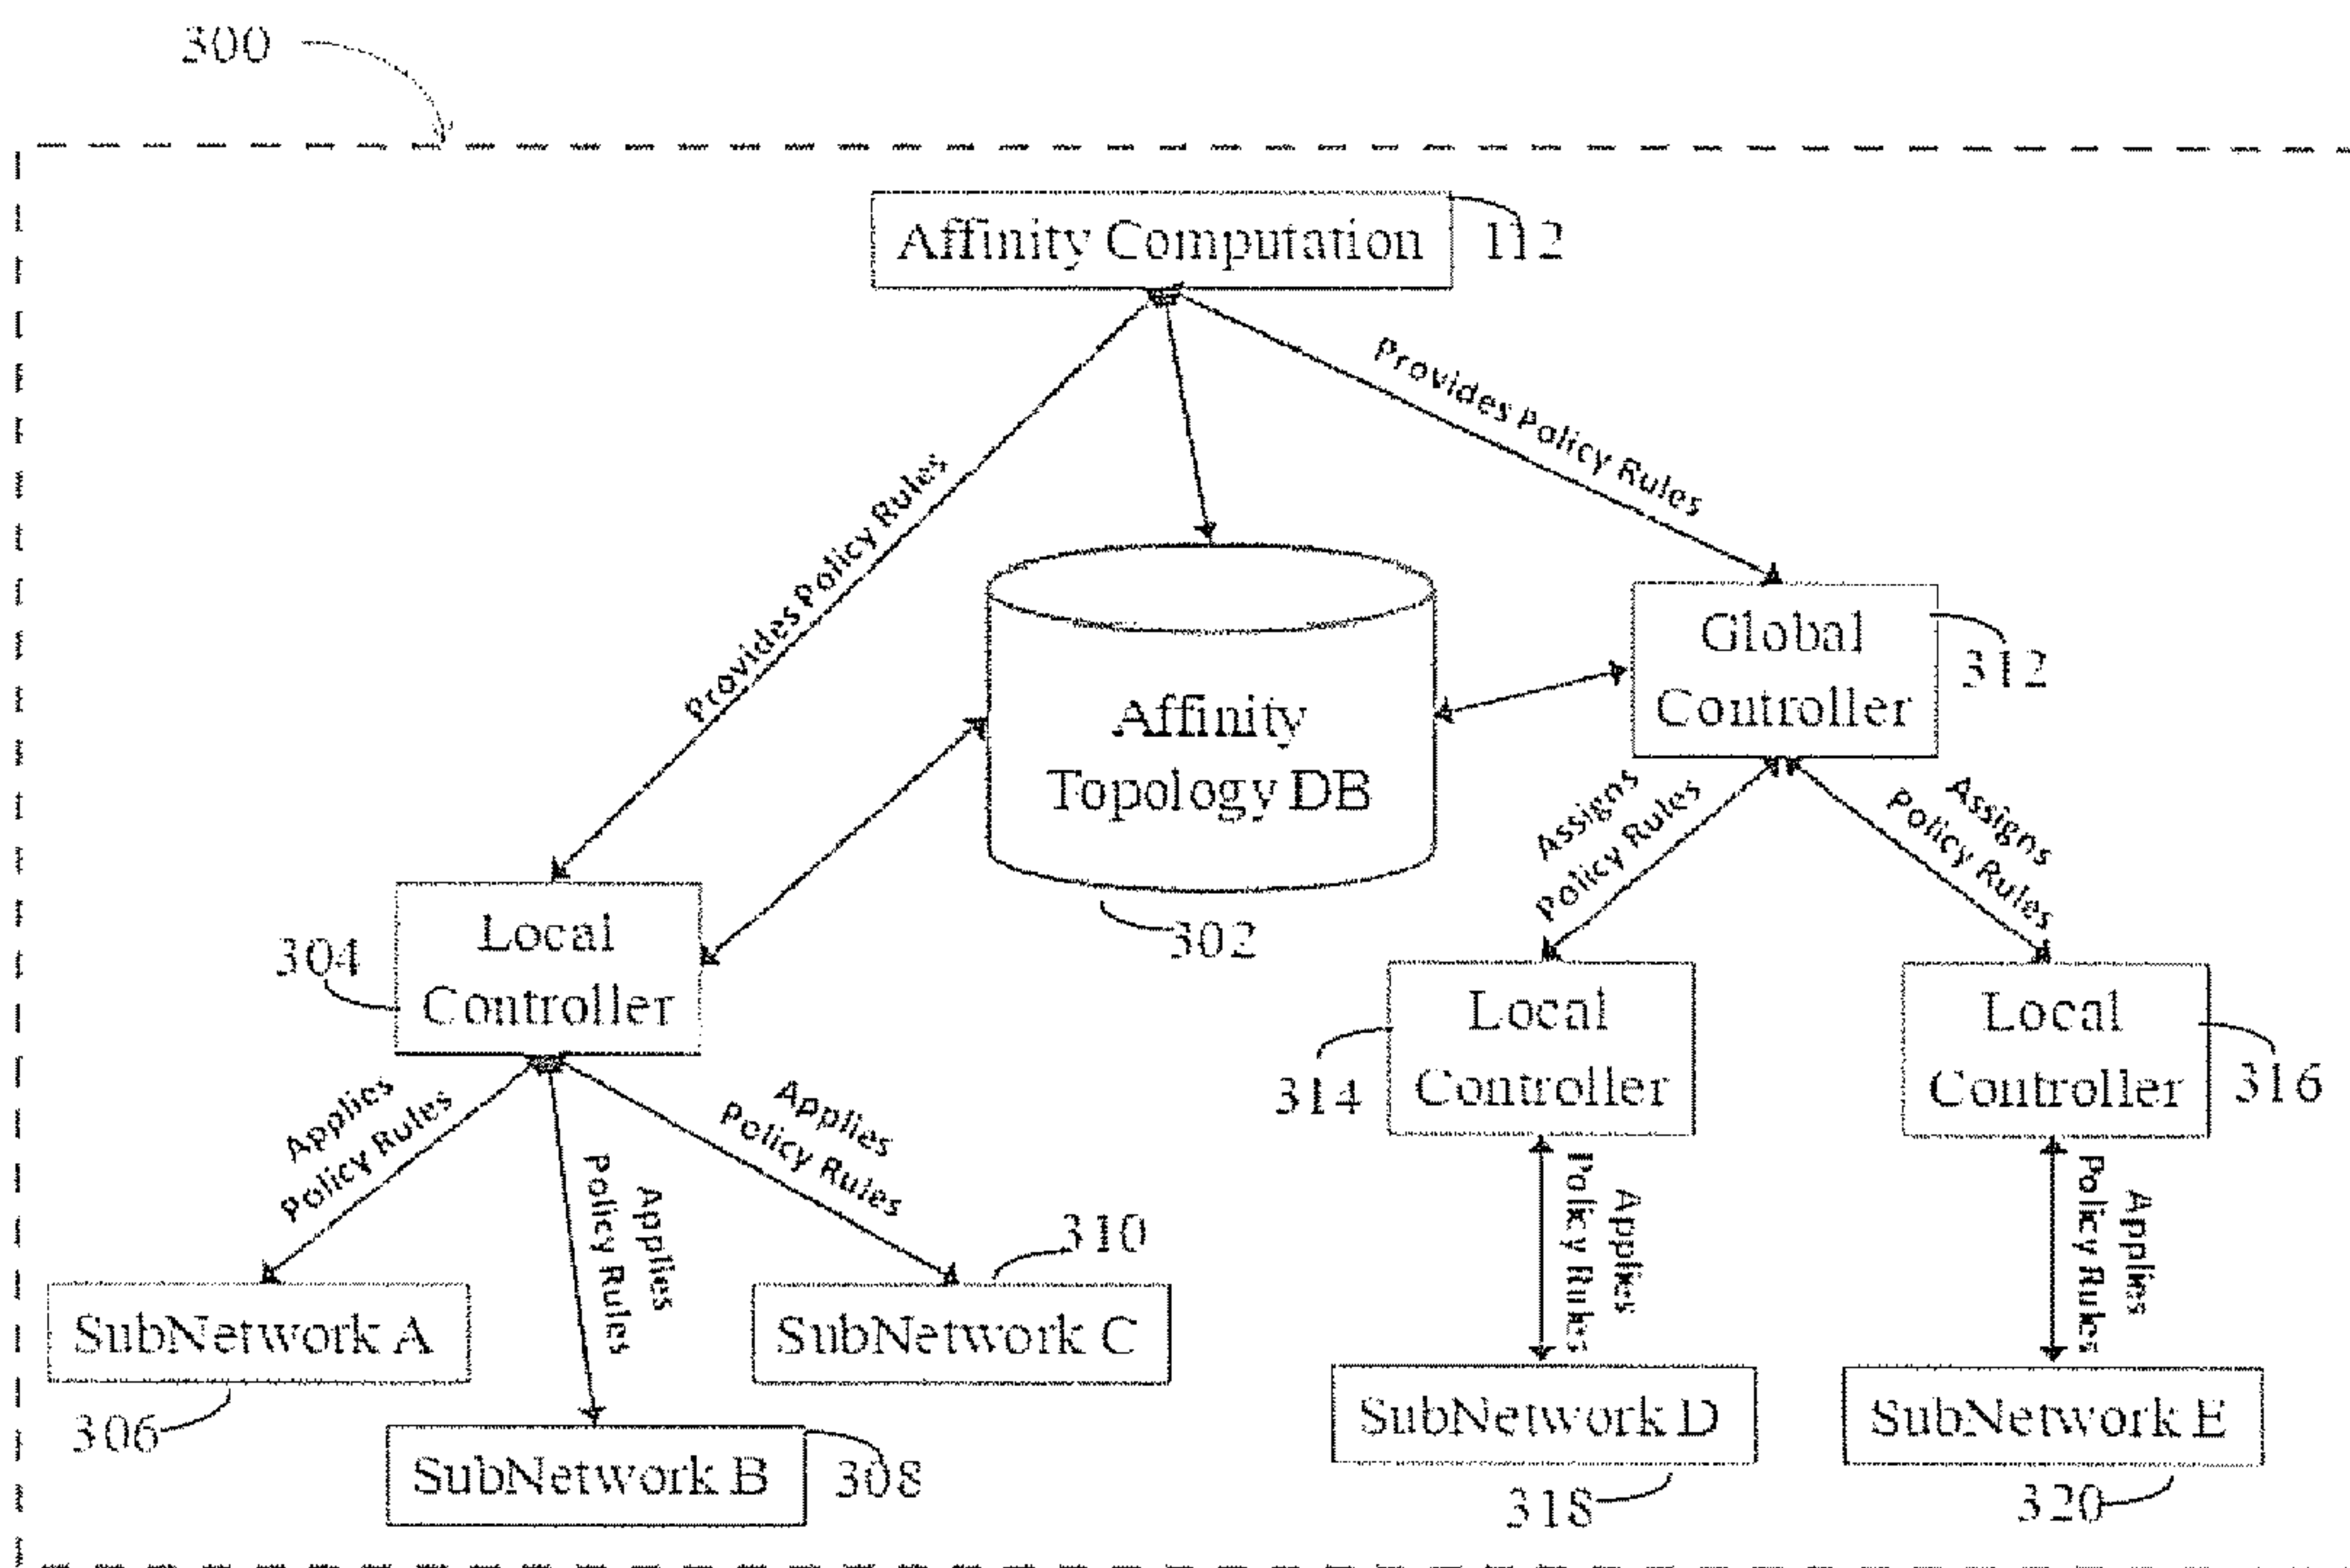 300
Affinity Computation
112
Provides Policy Rules
Provides Policy Rules
Global
Controller
312
Affinity
Topology DB
302
Assigns
Policy Rules
Assigns
Policy Rules
Local
Controller
304
Local
Controller
314
Local
Controller
316
Applies
Policy Rules
Applies
Policy Rules
Applies
Policy Rules
Applies
Policy Rules
Applies
Policy Rules
310
SubNetwork A
306
SubNetwork C
SubNetwork B
308
SubNetwork D
318
SubNetwork E
320